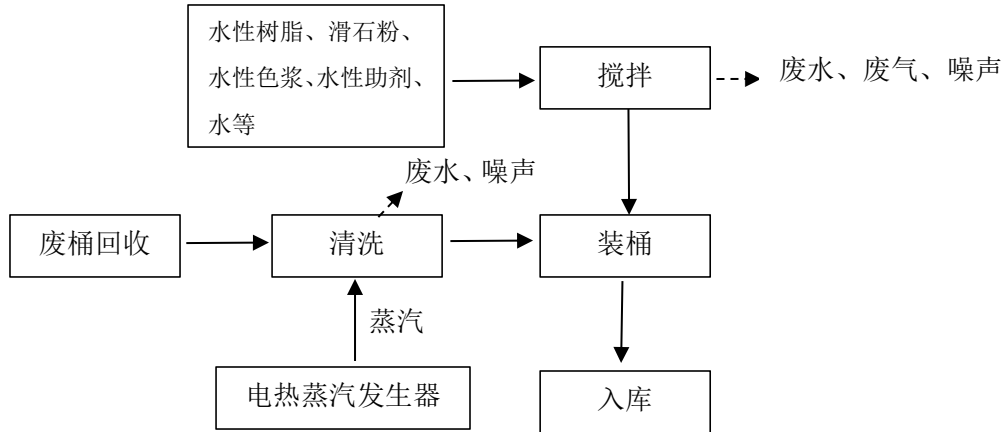 水性树脂、滑石粉、
水性色浆、水性助剂、
水等
搅拌
废水、废气、噪声
废水、噪声
废桶回收
清洗
装桶
蒸汽
电热蒸汽发生器
入库